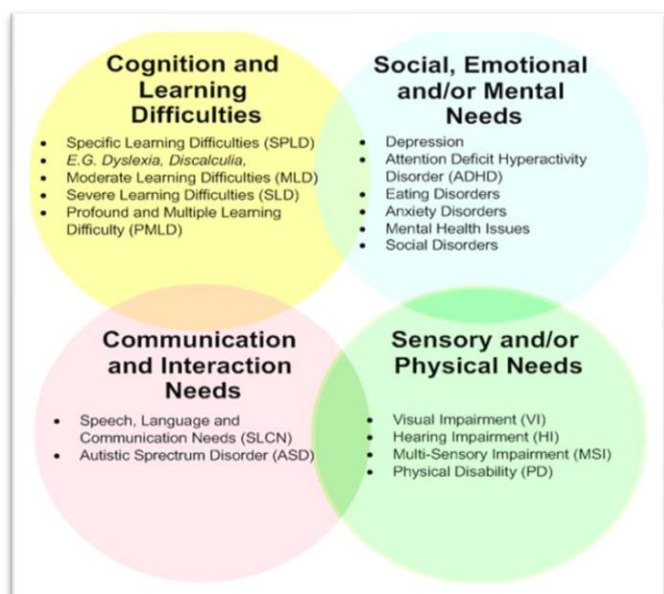 Cognition and
Learning
Difficulties
• Specific Learning Difficulties (SPLD)
• E.G. Dyslexia, Discalculia,
• Moderate Learning Difficulties (MLD)
• Severe Learning Difficulties (SLD)
• Profound and Multiple Learning
Difficulty (PMLD)
Social, Emotional
and/or Mental
Needs
• Depression
• Attention Deficit Hyperactivity
Disorder (ADHD)
• Eating Disorders
• Anxiety Disorders
• Mental Health Issues
• Social Disorders
Communication
and Interaction
Needs
• Speech, Language and
Communication Needs (SLCN)
• Autistic Sprectrum Disorder (ASD)
Sensory and/or
Physical Needs
• Visual Impairment (VI)
• Hearing Impairment (HI)
• Multi-Sensory Impairment (MSI)
• Physical Disability (PD)